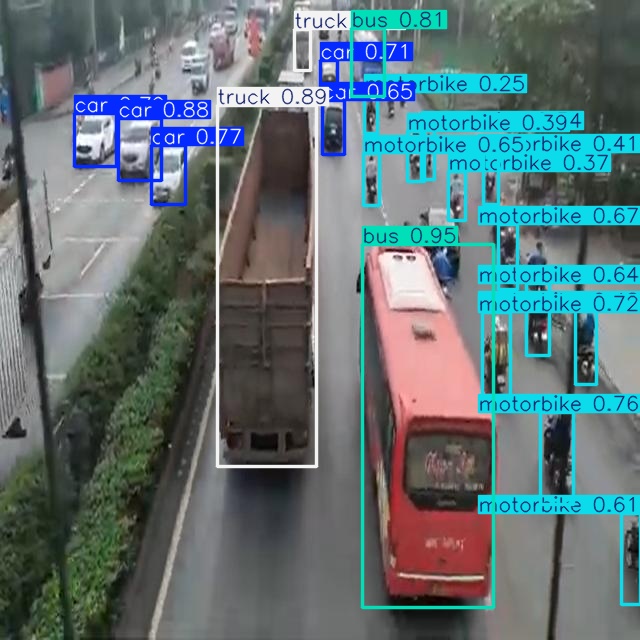 truck
bus 0.81
car 0.71
motorbike 0.25
car 0.65
truck 0.89
car
car 0.88
car 0.77
motorbike 0.394
motorbike 0.65
motorbike 0.41
motorbike 0.37
motorbike 0.67
bus 0.95
motorbike 0.64
motorbike 0.72
motorbike 0.76
motorbike 0.61